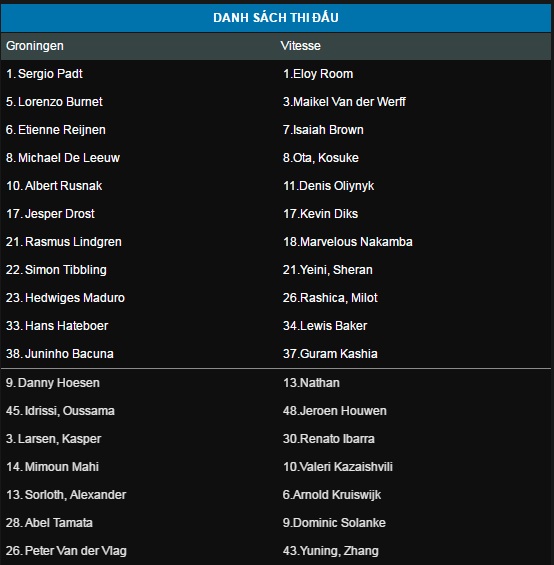 DANH SÁCH THI ĐẤU
Groningen Vitesse
1. Sergio Padt 1.Eloy Room
5. Lorenzo Burnet 3.Maikel Van der Werff
6. Etienne Reijnen 7.Isaiah Brown
8. Michael De Leeuw 8.Ota, Kosuke
10. Albert Rusnak 11.Denis Oliynyk
17. Jesper Drost 17.Kevin Diks
21. Rasmus Lindgren 18.Marvelous Nakamba
22. Simon Tibbling 21.Yeini, Sheran
23. Hedwiges Maduro 26.Rashica, Milot
33. Hans Hateboer 34.Lewis Baker
38. Juninho Bacuna 37.Guram Kashia
9. Danny Hoesen 13.Nathan
45. Idrissi, Oussama 48.Jeroen Houwen
3. Larsen, Kasper 30.Renato Ibarra
14. Mimoun Mahi 10.Valeri Kazaishvili
13. Sorloth, Alexander 6.Arnold Kruiswijk
28. Abel Tamata 9.Dominic Solanke
26. Peter Van der Vlag 43.Yuning, Zhang